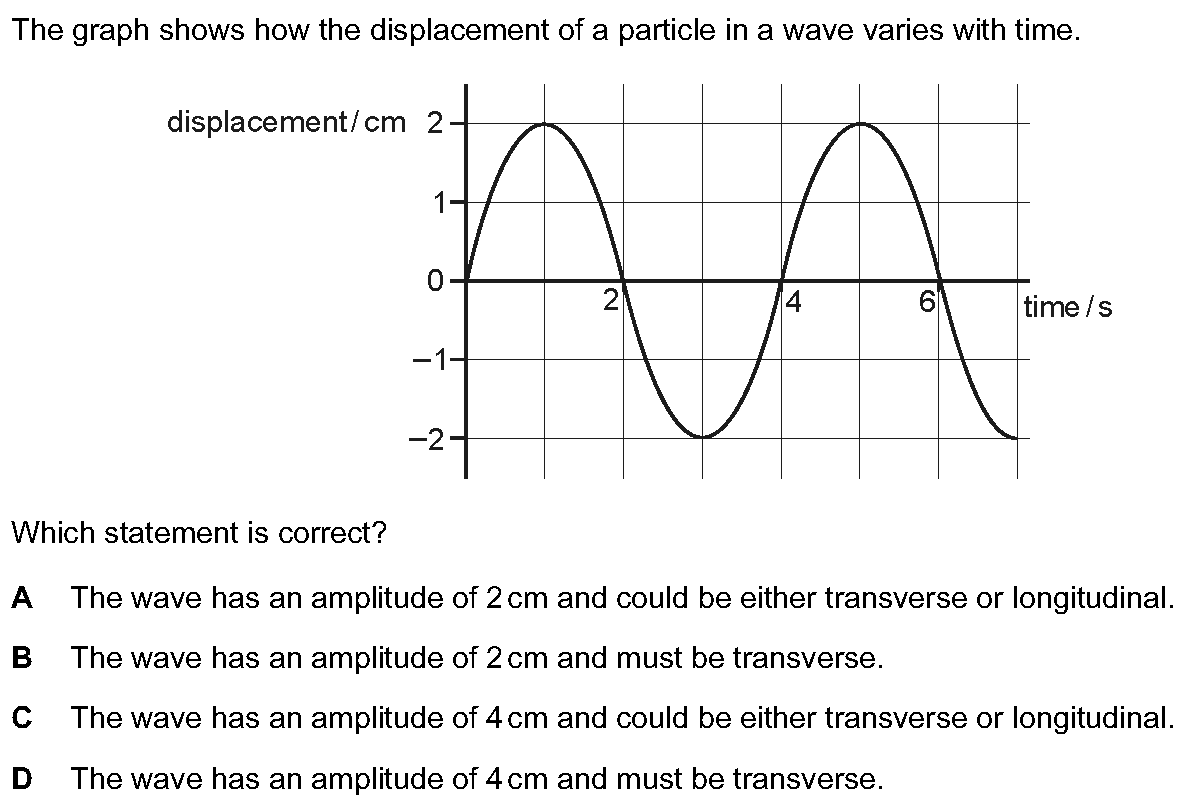 The graph shows how the displacement of a particle in a wave varies with time.
displacement/cm 2
1
0
2 4 6 time/s
−1
−2
Which statement is correct?
A The wave has an amplitude of 2 cm and could be either transverse or longitudinal.
B The wave has an amplitude of 2 cm and must be transverse.
C The wave has an amplitude of 4 cm and could be either transverse or longitudinal.
D The wave has an amplitude of 4 cm and must be transverse.